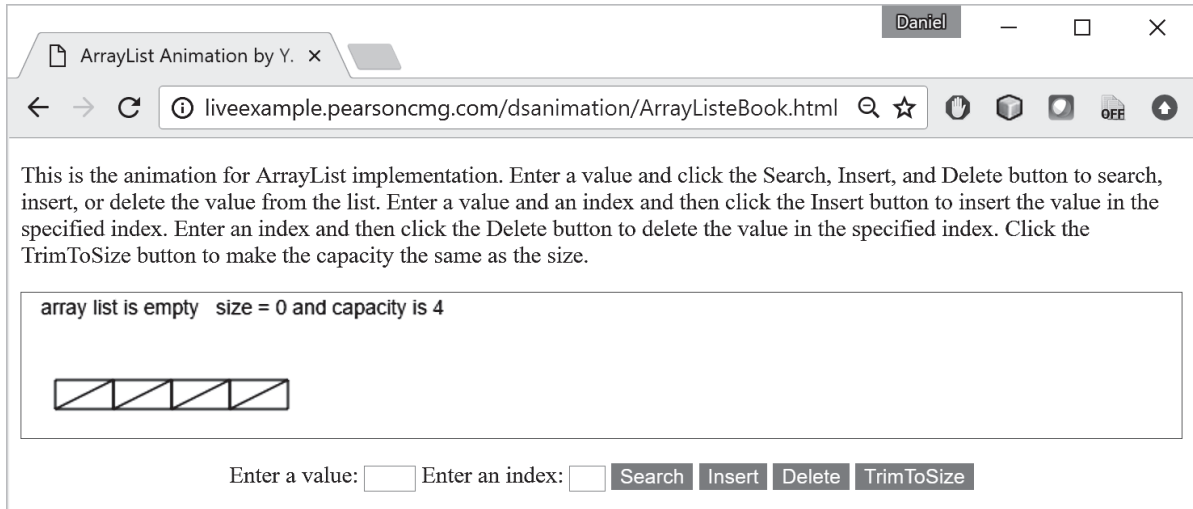 Daniel
ArrayList Animation by Y. ×
liveexample.pearsoncmg.com/dsanimation/ArrayListeBook.html
OFF
This is the animation for ArrayList implementation. Enter a value and click the Search, Insert, and Delete button to search,
insert, or delete the value from the list. Enter a value and an index and then click the Insert button to insert the value in the
specified index. Enter an index and then click the Delete button to delete the value in the specified index. Click the
TrimToSize button to make the capacity the same as the size.
array list is empty size = 0 and capacity is 4
Enter a value: Enter an index: Search Insert Delete TrimToSize